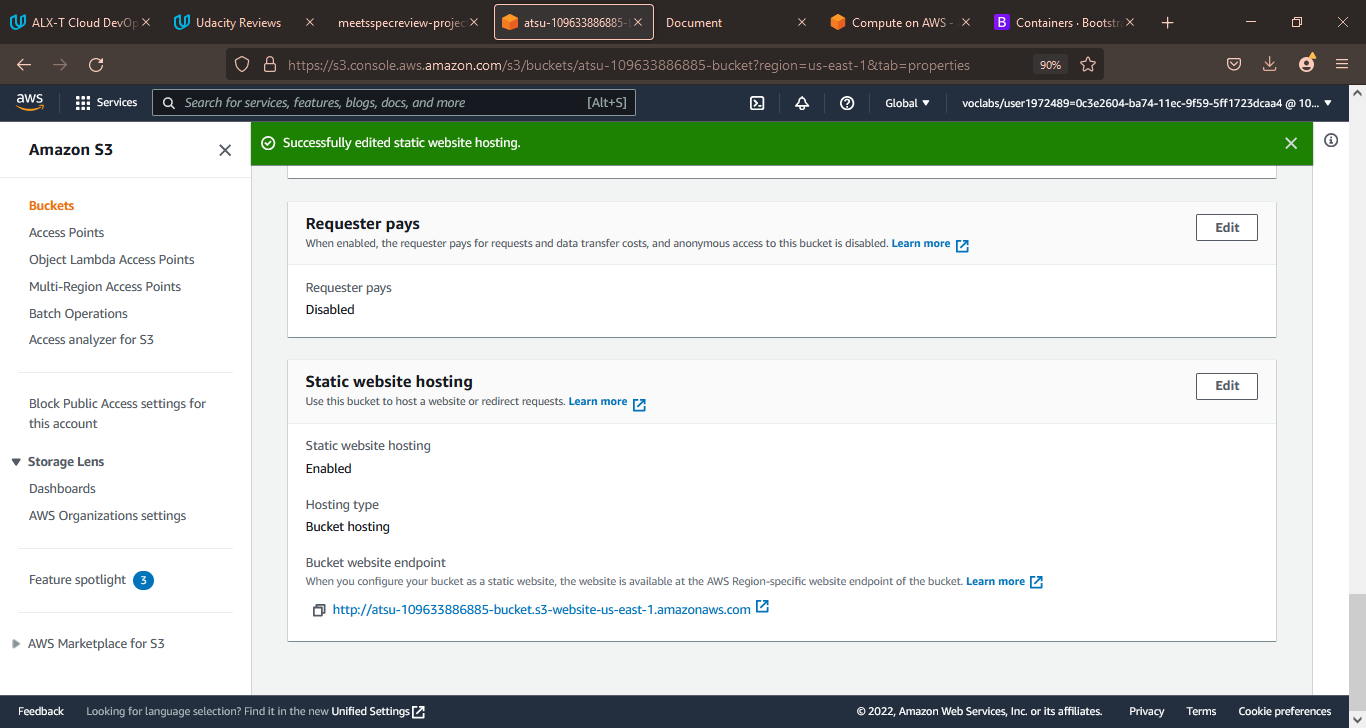 ALX-T Cloud DevOp
Udacity Reviews
meetsspecreview-projec
atsu-109633886885-
Document
Compute on AWS -
Containers · Bootstr
https://s3.console.aws.amazon.com/s3/buckets/atsu-109633886885-bucket?region=us-east-1&tab=properties
90%
aws
Services
Search for services, features, blogs, docs, and more
[Alt+S]
Global
voclabs/user1972489=0c3e2604-ba74-11ec-9f59-5ff1723dcaa4 @ 10...
Amazon S3
Buckets
Access Points
Object Lambda Access Points
Multi-Region Access Points
Batch Operations
Access analyzer for S3
Block Public Access settings for
this account
Storage Lens
Dashboards
AWS Organizations settings
Feature spotlight 3
AWS Marketplace for S3
Successfully edited static website hosting.
Requester pays
When enabled, the requester pays for requests and data transfer costs, and anonymous access to this bucket is disabled. Learn more
Edit
Requester pays
Disabled
Static website hosting
Use this bucket to host a website or redirect requests. Learn more
Edit
Static website hosting
Enabled
Hosting type
Bucket hosting
Bucket website endpoint
When you configure your bucket as a static website, the website is available at the AWS Region-specific website endpoint of the bucket. Learn more
http://atsu-109633886885-bucket.s3-website-us-east-1.amazonaws.com
Feedback
Looking for language selection? Find it in the new Unified Settings
© 2022, Amazon Web Services, Inc. or its affiliates.
Privacy
Terms
Cookie preferences